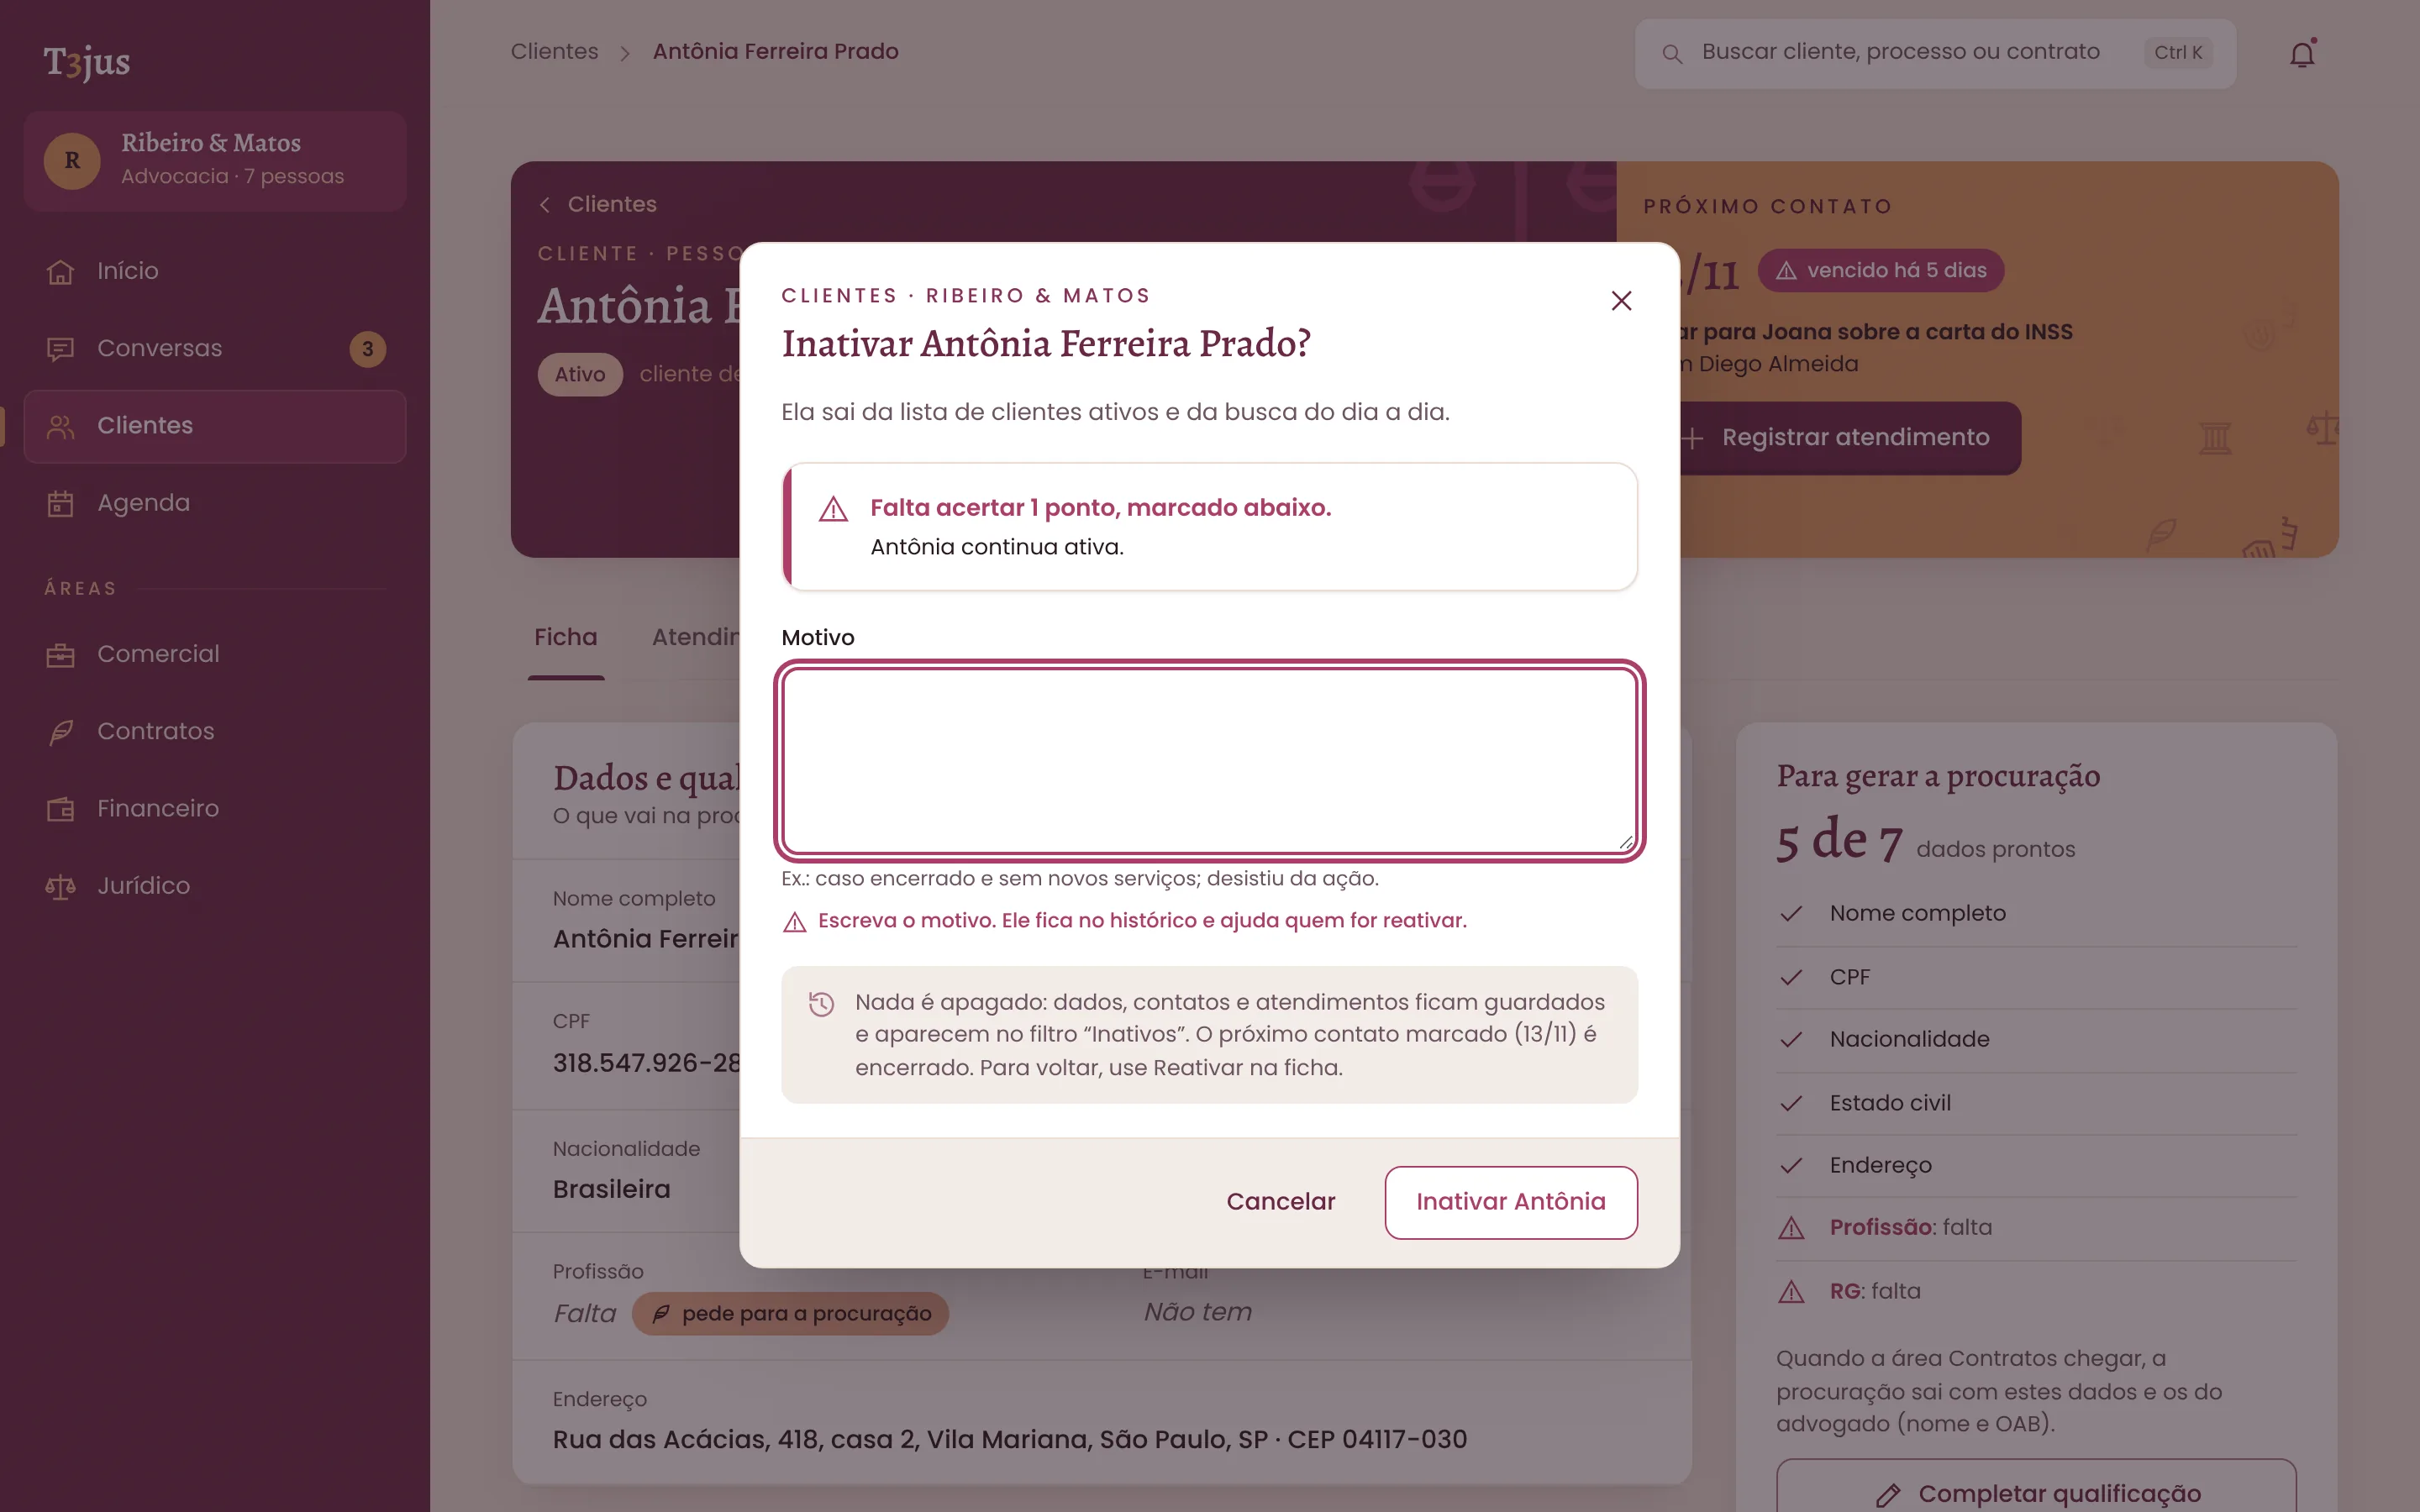 T3jus
R
Ribeiro & Matos
Advocacia · 7 pessoas
Início
Conversas
3
Clientes
Agenda
ÁREAS
Comercial
Contratos
Financeiro
Jurídico
Clientes
Antônia Ferreira Prado
Buscar cliente, processo ou contrato
Ctrl K
Clientes
CLIENTE ·
Antônia
Ativo
cliente
PRÓXIMO CONTATO
/11
vencido há 5 dias
para Joana sobre a carta do INSS
Diego Almeida
Registrar atendimento
CLIENTES · RIBEIRO & MATOS
Inativar Antônia Ferreira Prado?
Ela sai da lista de clientes ativos e da busca do dia a dia.
Falta acertar 1 ponto, marcado abaixo.
Antônia continua ativa.
Motivo
Ex.: caso encerrado e sem novos serviços; desistiu da ação.
Escreva o motivo. Ele fica no histórico e ajuda quem for reativar.
Nada é apagado: dados, contatos e atendimentos ficam guardados
e aparecem no filtro “Inativos”. O próximo contato marcado (13/11) é
encerrado. Para voltar, use Reativar na ficha.
Cancelar
Inativar Antônia
Ficha
Dados e
O que vai na
Nome completo
Antônia
CPF
318.547.926-28
Nacionalidade
Brasileira
Profissão
Falta
pede para a procuração
E-mail
Não tem
Endereço
Rua das Acácias, 418, casa 2, Vila Mariana, São Paulo, SP · CEP 04117-030
Para gerar a procuração
5 de 7 dados prontos
Nome completo
CPF
Nacionalidade
Estado civil
Endereço
Profissão: falta
RG: falta
Quando a área Contratos chegar, a
procuração sai com estes dados e os do
advogado (nome e OAB).
Completar qualificação